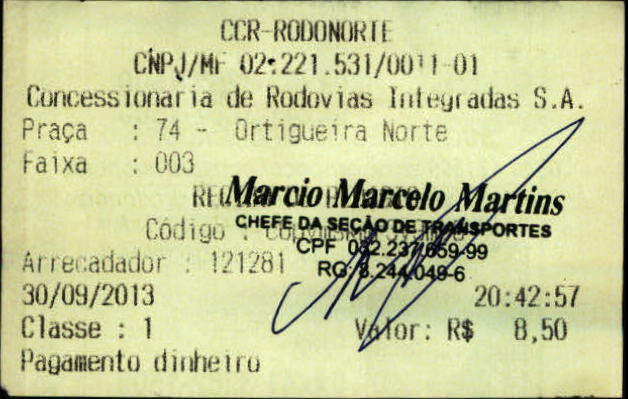 CCR-RODONORTE
CNPJ/MF 02.221.531/0011-01
Concessionaria de Rodovias Integradas S.A.
Praça : 74 - Ortigueira Norte
Faixa : 003
Marcio Marcelo Martins
CHEFE DA SECÃO DE TRANSPORTES
Código :
CPF 082.237.659-99
Arrecadador : 121281
RG: 8.244.049-6
30/09/2013 20:42:57
Classe : 1 Valor: R$ 8,50
Pagamento dinheiro